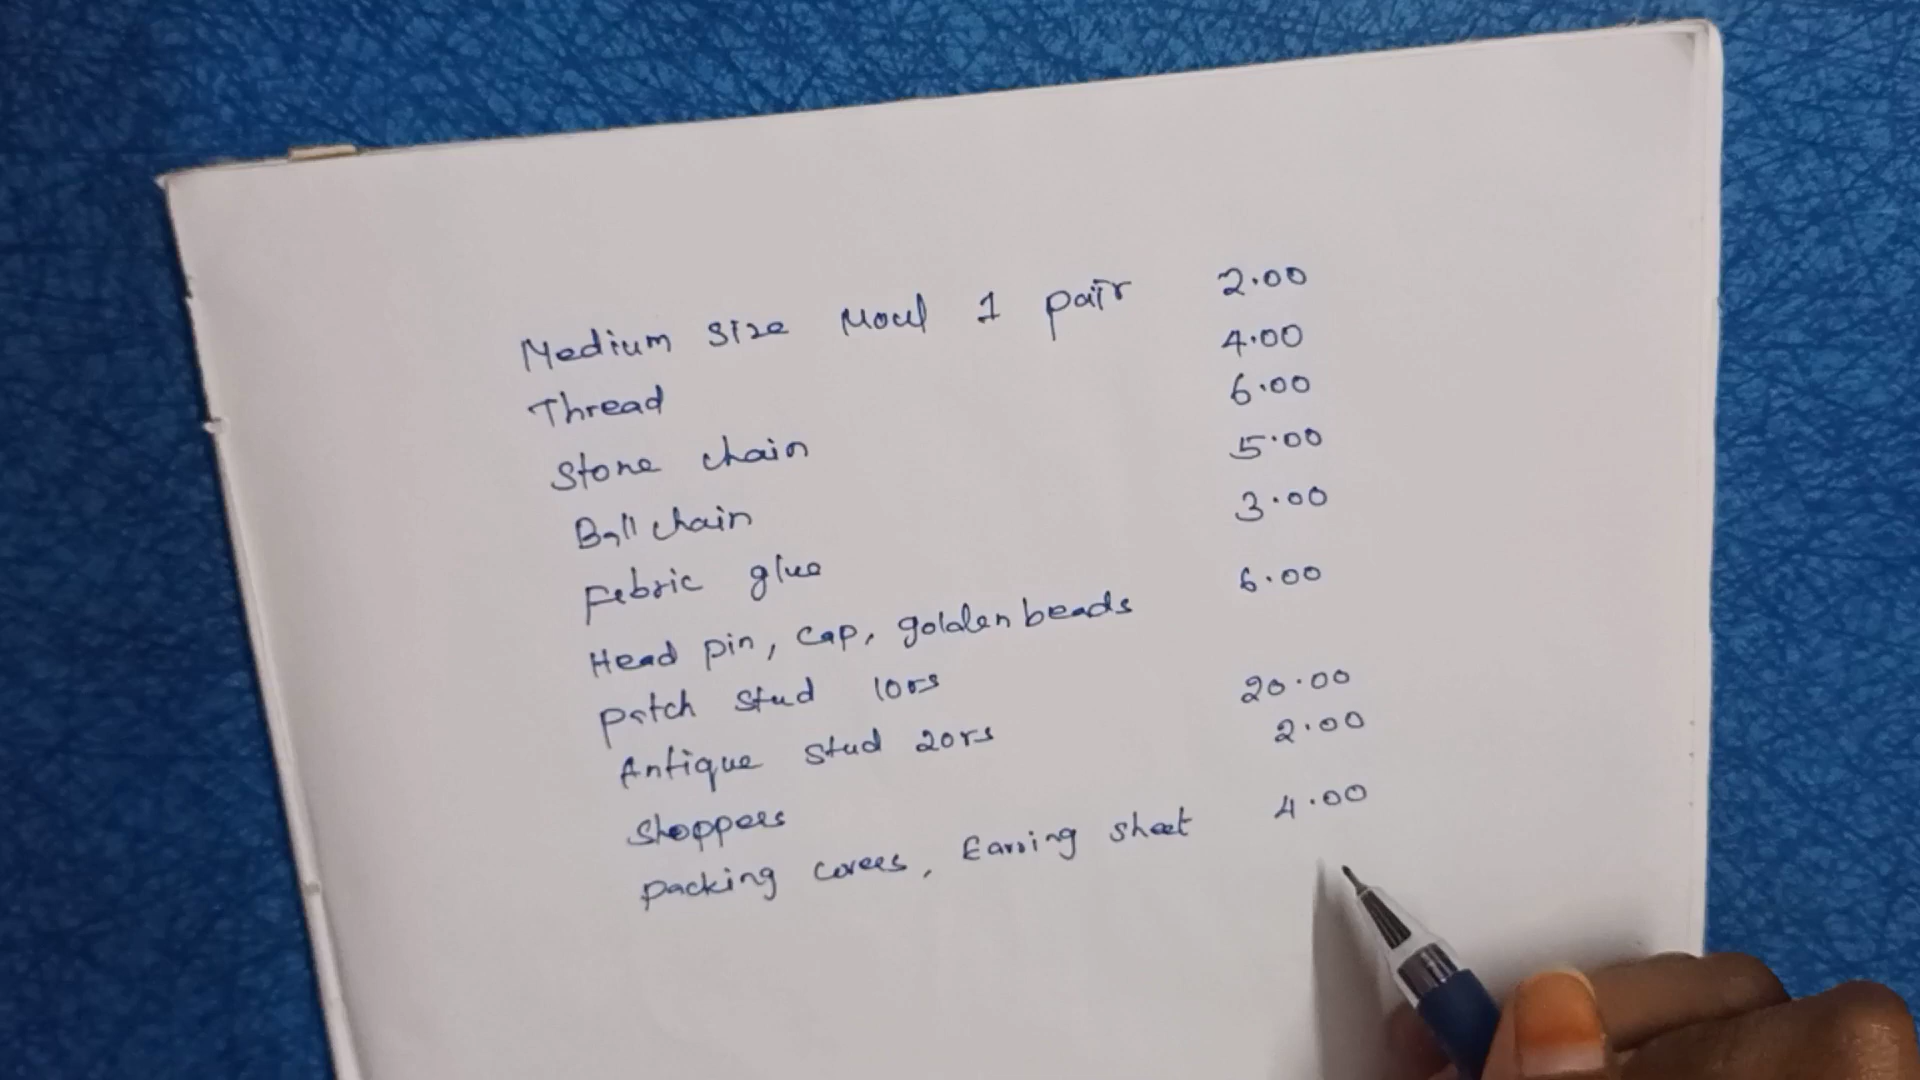 Medium size Moul 1 pair 2.00
Thread 4.00
Stone chain 6.00
Ball chain 5.00
Febric glue 3.00
Head pin, cap, golden beads 6.00
patch stud 10rs
Antique stud 20rs 20.00
Stoppers 2.00
packing covers, Earring sheet 4.00